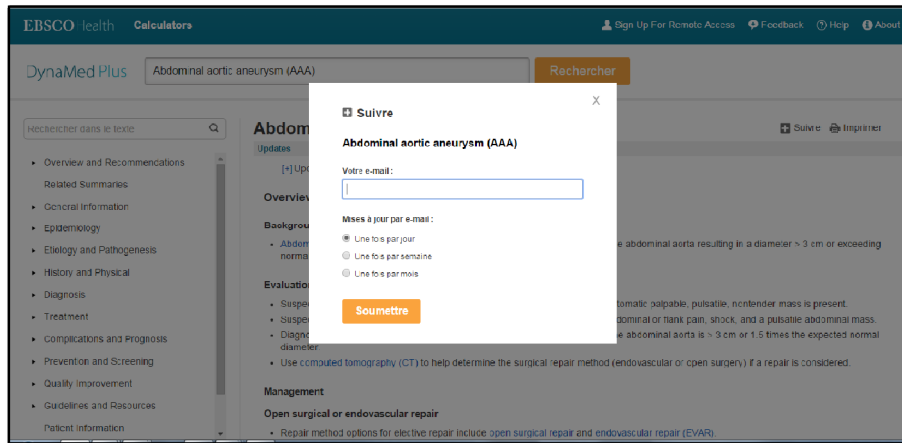 EBSCO Health Calculators Sign Up For Remote Access Feedback Help About
DynaMed Plus Abdominal aortic aneurysm (AAA) Rechercher
X
Suivre
Abdominal aortic aneurysm (AAA)
Votre e-mail :
Mises à jour par e-mail :
Une fois par jour
Une fois par semaine
Une fois par mois
Soumettre
Rechercher dans le texte
Overview and Recommendations
Related Summaries
General Information
Epidemiology
Etiology and Pathogenesis
History and Physical
Diagnosis
Treatment
Complications and Prognosis
Prevention and Screening
Quality Improvement
Guidelines and Resources
Patient Information
Abdom
Suivre Imprimer
Updates
[+] Upd
Overview
Backgrou
Abdom e abdominal aorta resulting in a diameter > 3 cm or exceeding
norma
Evaluation
Suspe tomatic palpable, pulsatile, nontender mass is present.
Suspe dominal or flank pain, shock, and a pulsatile abdominal mass.
Diagno e abdominal aorta is > 3 cm or 1.5 times the expected normal
diameter.
Use computed tomography (CT) to help determine the surgical repair method (endovascular or open surgery) if a repair is considered.
Management
Open surgical or endovascular repair
Repair method options for elective repair include open surgical repair and endovascular repair (EVAR).